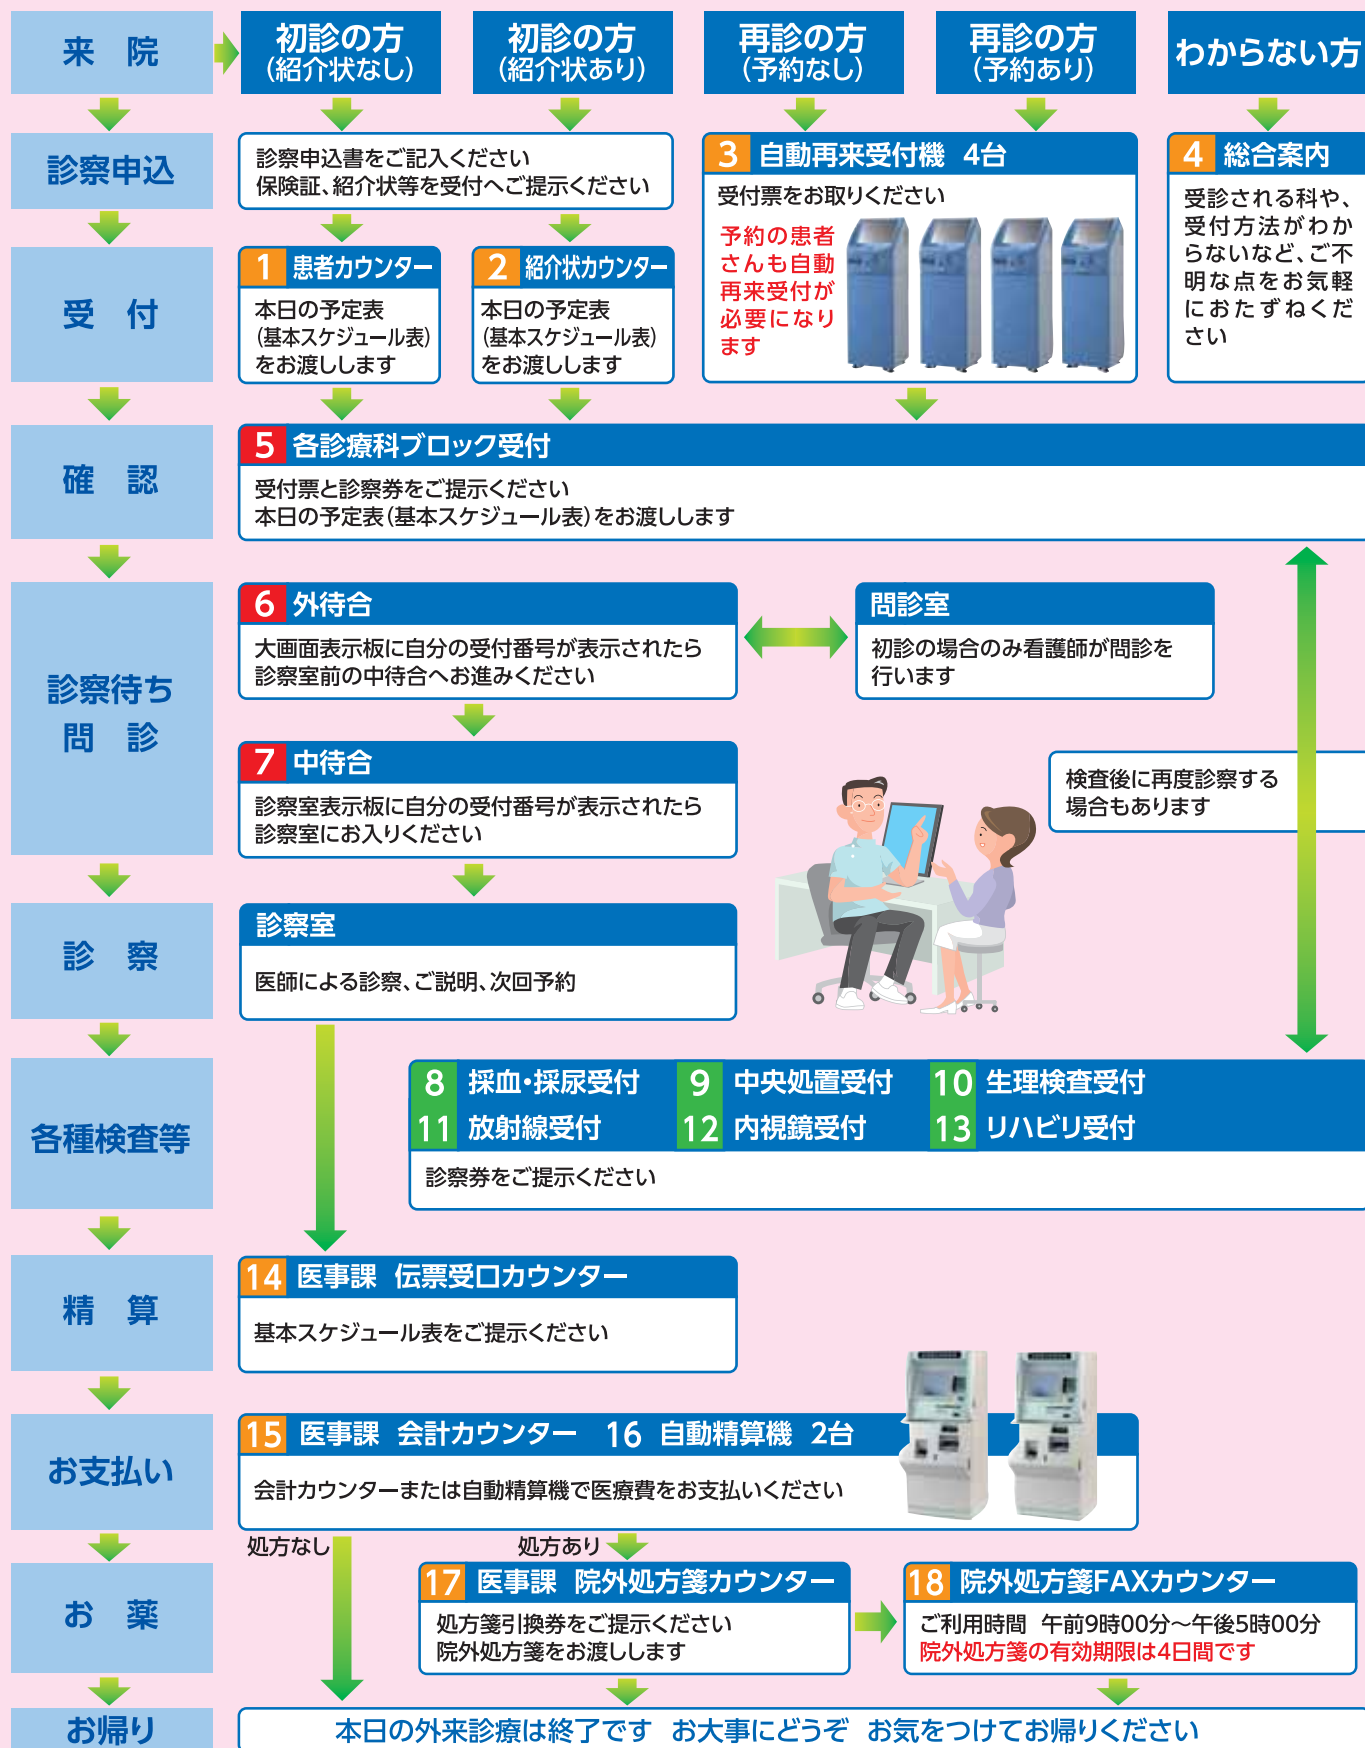 来 院
初診の方
(紹介状なし)
初診の方
(紹介状あり)
再診の方
(予約なし)
再診の方
(予約あり)
わからない方
診察申込
診察申込書をご記入ください
保険証、紹介状等を受付へご提示ください
3 自動再来受付機 4台
受付票をお取りください
予約の患者
さんも自動
再来受付が
必要になり
ます
4 総合案内
受診される科や、
受付方法がわか
らないなど、ご不
明な点をお気軽
におたずねくだ
さい
受 付
1 患者カウンター
本日の予定表
(基本スケジュール表)
をお渡しします
2 紹介状カウンター
本日の予定表
(基本スケジュール表)
をお渡しします
確 認
5 各診療科ブロック受付
受付票と診察券をご提示ください
本日の予定表(基本スケジュール表)をお渡しします
診察待ち
問 診
6 外待合
大画面表示板に自分の受付番号が表示されたら
診察室前の中待合へお進みください
問診室
初診の場合のみ看護師が問診を
行います
7 中待合
診察室表示板に自分の受付番号が表示されたら
診察室にお入りください
検査後に再度診察する
場合もあります
診 察
診察室
医師による診察、ご説明、次回予約
各種検査等
8 採血・採尿受付 9 中央処置受付 10 生理検査受付
11 放射線受付 12 内視鏡受付 13 リハビリ受付
診察券をご提示ください
精 算
14 医事課 伝票受口カウンター
基本スケジュール表をご提示ください
お支払い
15 医事課 会計カウンター 16 自動精算機 2台
会計カウンターまたは自動精算機で医療費をお支払いください
処方なし
処方あり
お 薬
17 医事課 院外処方箋カウンター
処方箋引換券をご提示ください
院外処方箋をお渡しします
18 院外処方箋FAXカウンター
ご利用時間 午前9時00分～午後5時00分
院外処方箋の有効期限は4日間です
お帰り
本日の外来診療は終了です お大事にどうぞ お気をつけてお帰りください